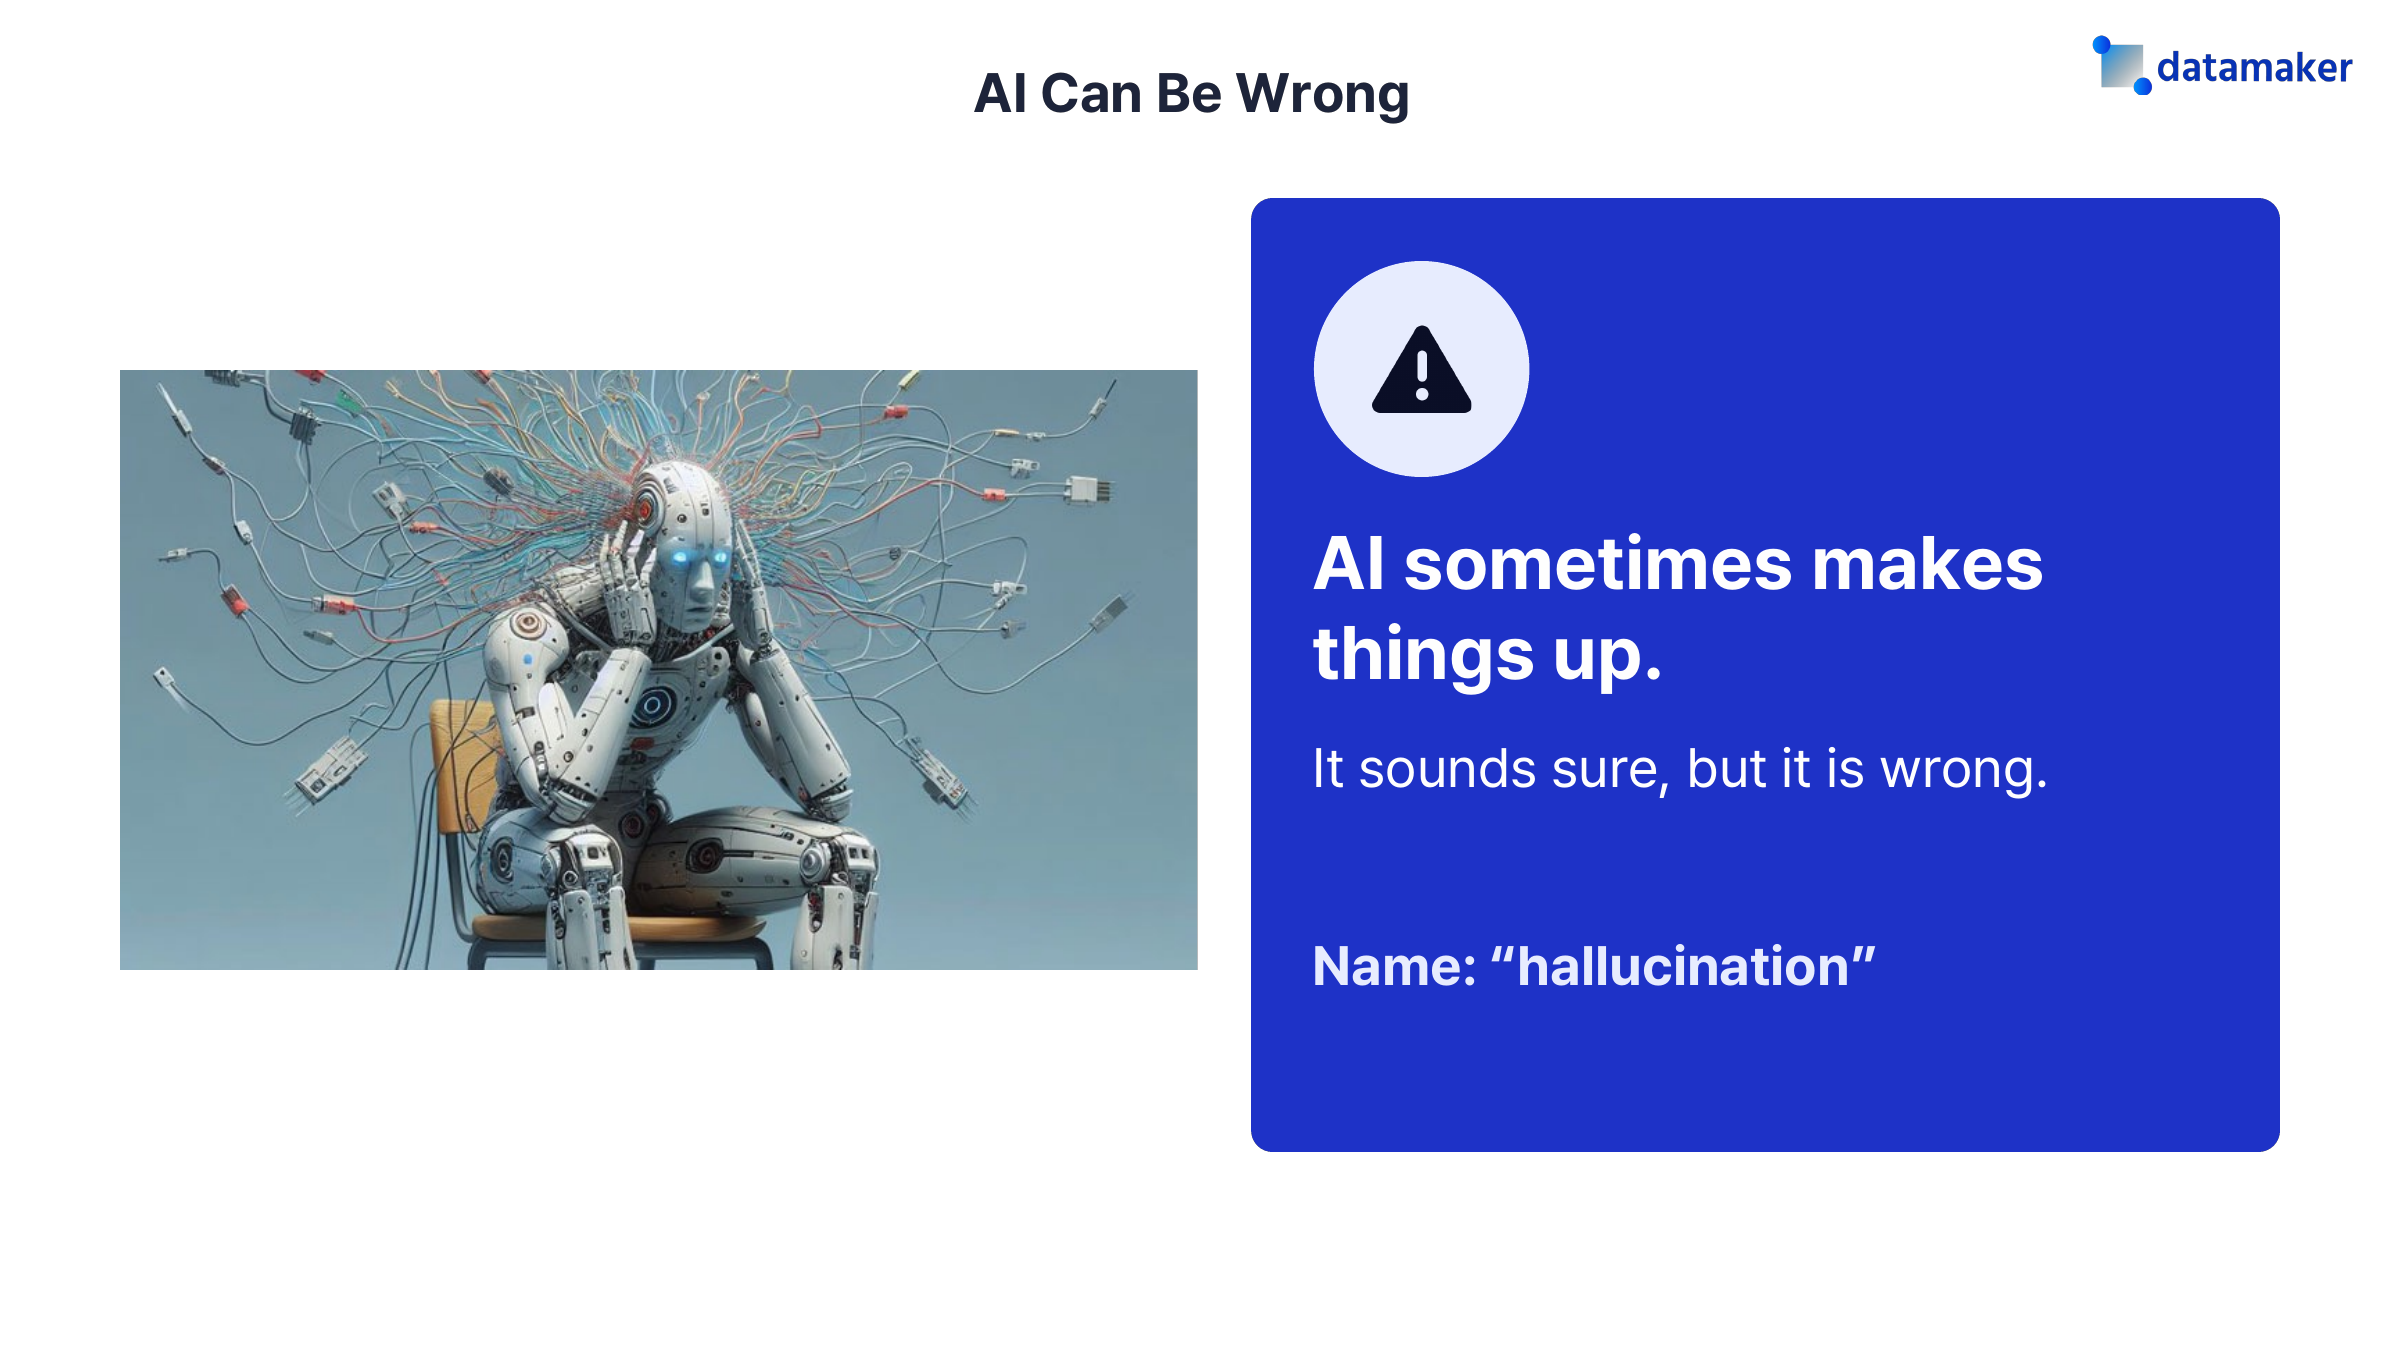 AI Can Be Wrong
datamaker
AI sometimes makes
things up.
It sounds sure, but it is wrong.
Name: “hallucination”